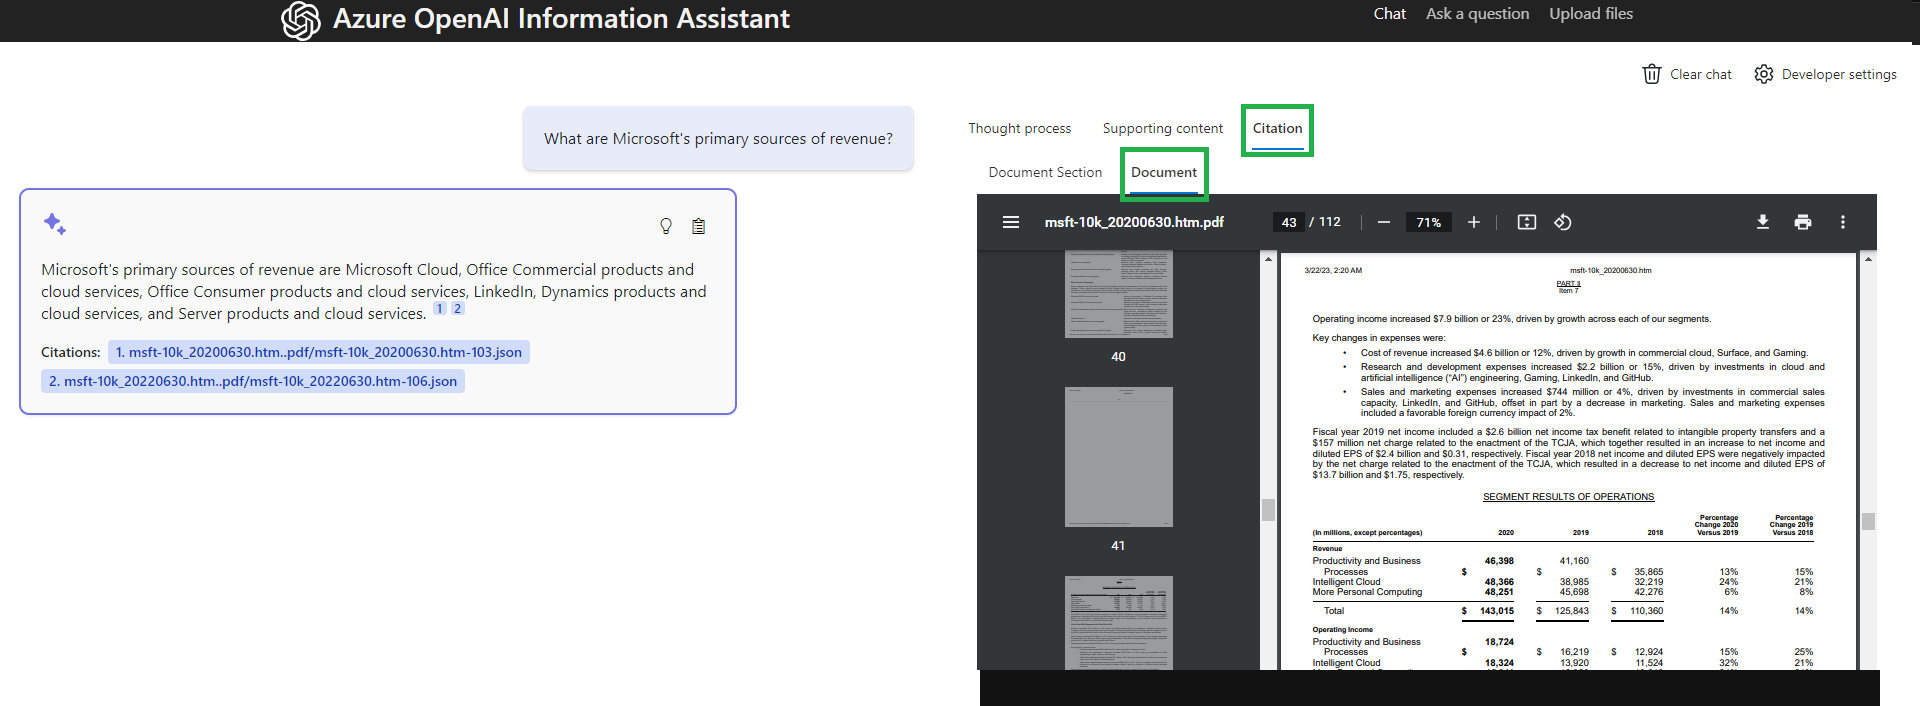 Azure OpenAI Information Assistant
Chat Ask a question Upload files
Clear chat Developer settings
What are Microsoft's primary sources of revenue?
Microsoft's primary sources of revenue are Microsoft Cloud, Office Commercial products and
cloud services, Office Consumer products and cloud services, LinkedIn, Dynamics products and
cloud services, and Server products and cloud services. 1 2
Citations: 1. msft-10k_20200630.htm..pdf/msft-10k_20200630.htm-103.json
2. msft-10k_20220630.htm..pdf/msft-10k_20220630.htm-106.json
Thought process Supporting content Citation
Document Section Document
msft-10k_20200630.htm.pdf 43 / 112 71%
40
41
3/22/23, 2:20 AM msft-10k_20200630.htm
PART II
Item 7
Operating income increased $7.9 billion or 23%, driven by growth across each of our segments.
Key changes in expenses were:
• Cost of revenue increased $4.6 billion or 12%, driven by growth in commercial cloud, Surface, and Gaming.
• Research and development expenses increased $2.2 billion or 15%, driven by investments in cloud and
artificial intelligence (“AI”) engineering, Gaming, LinkedIn, and GitHub.
• Sales and marketing expenses increased $744 million or 4%, driven by investments in commercial sales
capacity, LinkedIn, and GitHub, offset in part by a decrease in marketing. Sales and marketing expenses
included a favorable foreign currency impact of 2%.
Fiscal year 2019 net income included a $2.6 billion net income tax benefit related to intangible property transfers and a
$157 million net charge related to the enactment of the TCJA, which together resulted in an increase to net income and
diluted EPS of $2.4 billion and $0.31, respectively. Fiscal year 2018 net income and diluted EPS were negatively impacted
by the net charge related to the enactment of the TCJA, which resulted in a decrease to net income and diluted EPS of
$13.7 billion and $1.75, respectively.
SEGMENT RESULTS OF OPERATIONS
(In millions, except percentages) 2020 2019 2018 Percentage Change 2020 Versus 2019 Percentage Change 2019 Versus 2018
Revenue
Productivity and Business 46,398 41,160
Processes $ $ $ 35,865 13% 15%
Intelligent Cloud 48,366 38,985 32,219 24% 21%
More Personal Computing 48,251 45,698 42,276 6% 8%
Total $ 143,015 $ 125,843 $ 110,360 14% 14%
Operating Income
Productivity and Business 18,724
Processes $ $ 16,219 $ 12,924 15% 25%
Intelligent Cloud 18,324 13,920 11,524 32% 21%